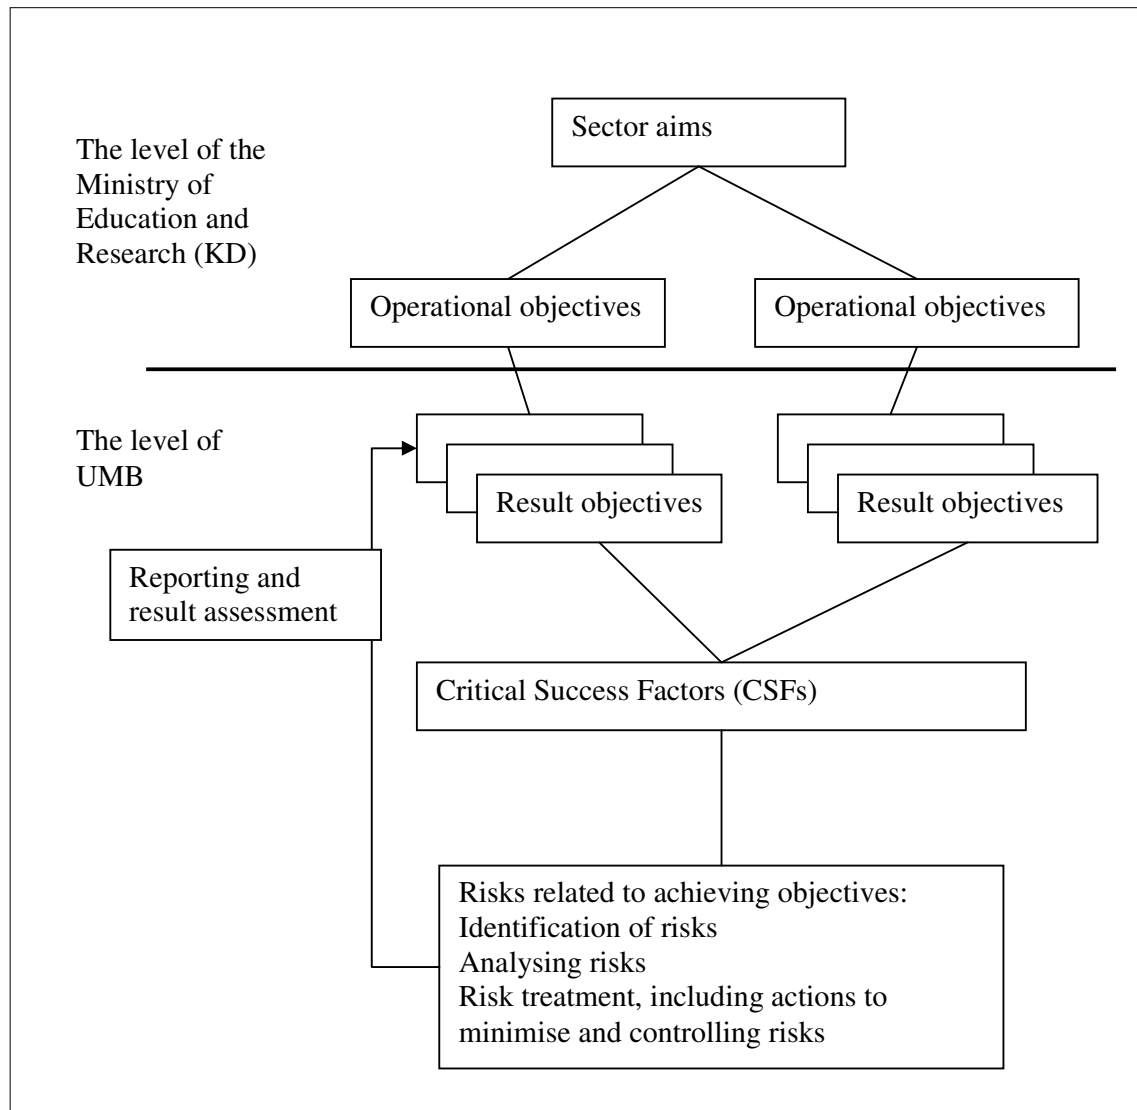 Sector aims
The level of the
Ministry of
Education and
Research (KD)
Operational objectives
Operational objectives
The level of
UMB
Result objectives
Result objectives
Reporting and
result assessment
Critical Success Factors (CSFs)
Risks related to achieving objectives:
Identification of risks
Analysing risks
Risk treatment, including actions to
minimise and controlling risks